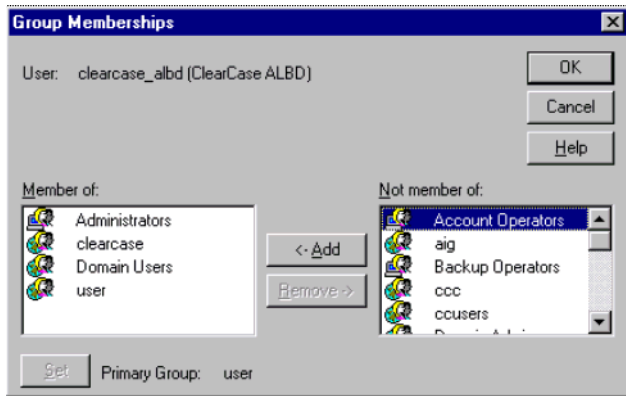 Group Memberships
User: clearcase_albd (ClearCase ALBD)
OK
Cancel
Help
Member of:
Administrators
clearcase
Domain Users
user
<- Add
Remove ->
Not member of:
Account Operators
aig
Backup Operators
ccc
ccusers
Set
Primary Group: user